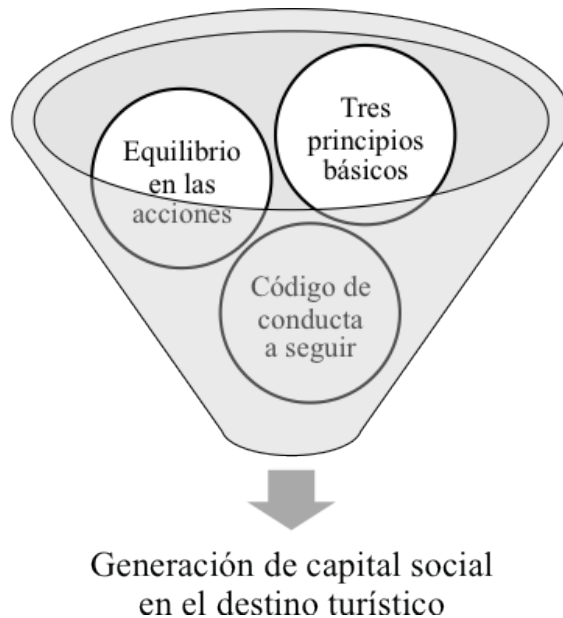 Tres
principios
básicos
Equilibrio
en las
acciones
Código de
conducta
a seguir
Generación de capital social
en el destino turístico